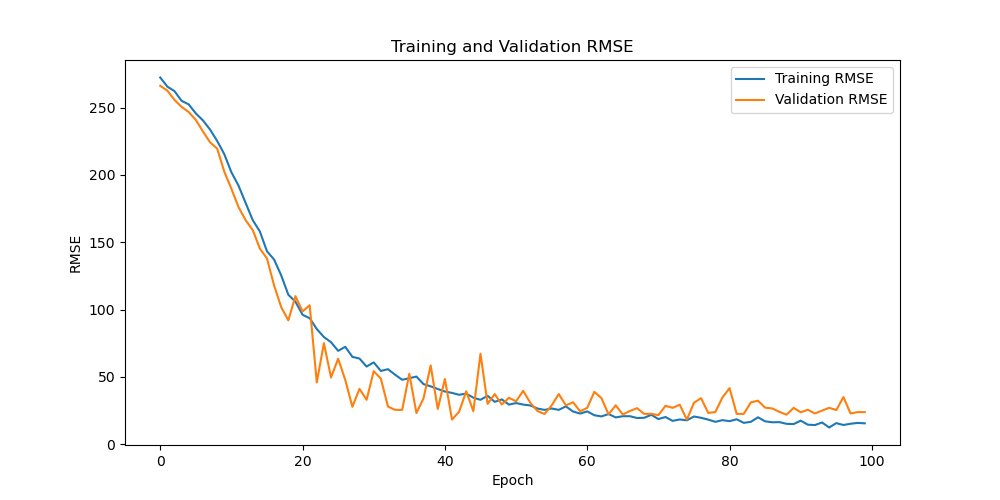 Training and Validation RMSE
Training RMSE
Validation RMSE
RMSE
250
200
150
100
50
0
0 20 40 60 80 100
Epoch